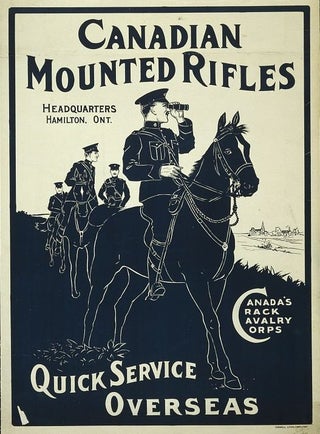 CANADIAN
MOUNTED RIFLES
HEADQUARTERS
HAMILTON, ONT.
CANADA'S
CRACK
CAVALRY
CORPS
QUICK SERVICE
OVERSEAS